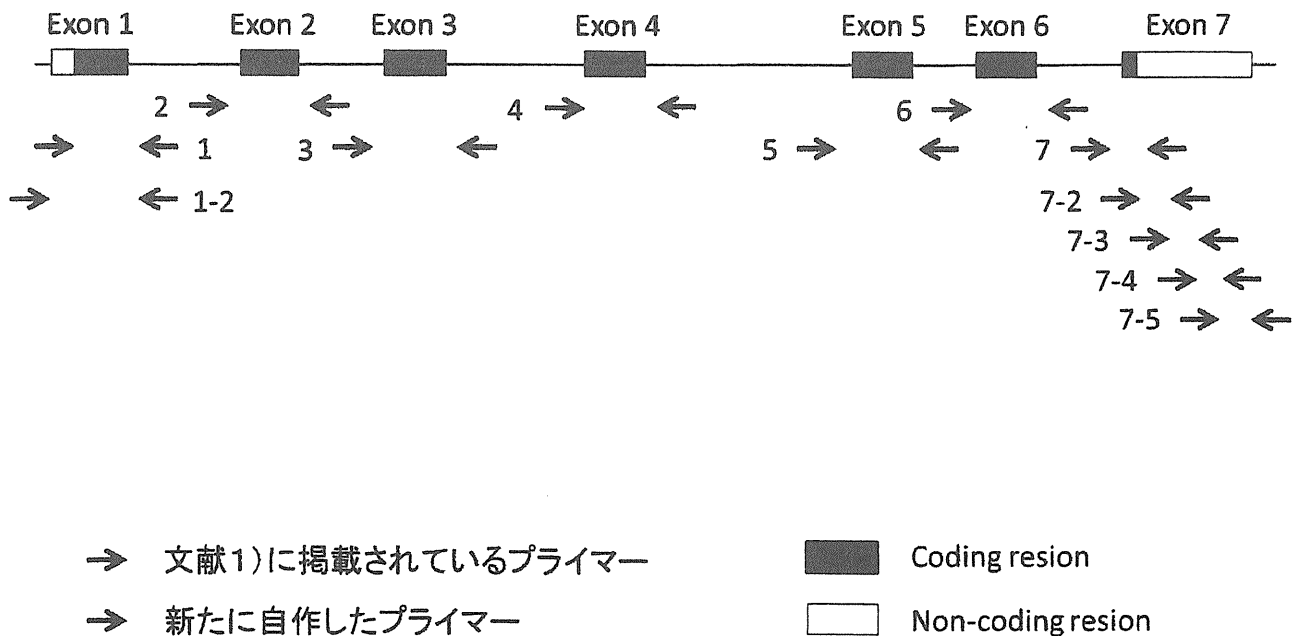 Exon 1 Exon 2 Exon 3 Exon 4 Exon 5 Exon 6 Exon 7
2 4 6
1 3 5 7
1-2 7-2
7-3
7-4
7-5
文献1)に掲載されているプライマー
Coding resion
新たに自作したプライマー
Non-coding resion